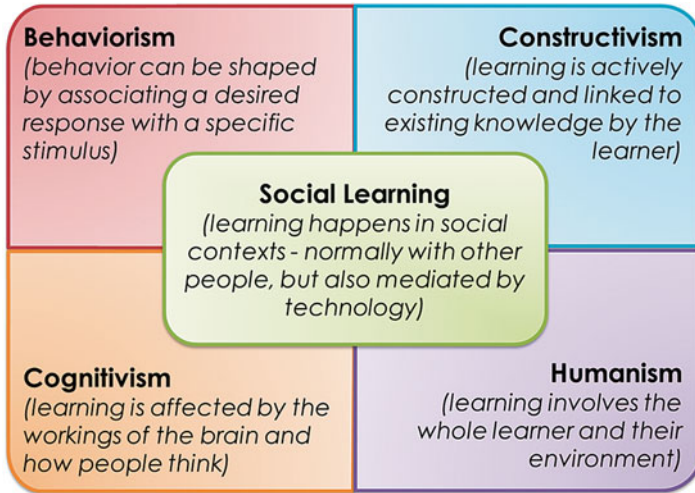 Behaviorism
(behavior can be shaped
by associating a desired
response with a specific
stimulus)
Constructivism
(learning is actively
constructed and linked to
existing knowledge by the
learner)
Social Learning
(learning happens in social
contexts - normally with other
people, but also mediated by
technology)
Cognitivism
(learning is affected by the
workings of the brain and
how people think)
Humanism
(learning involves the
whole learner and their
environment)